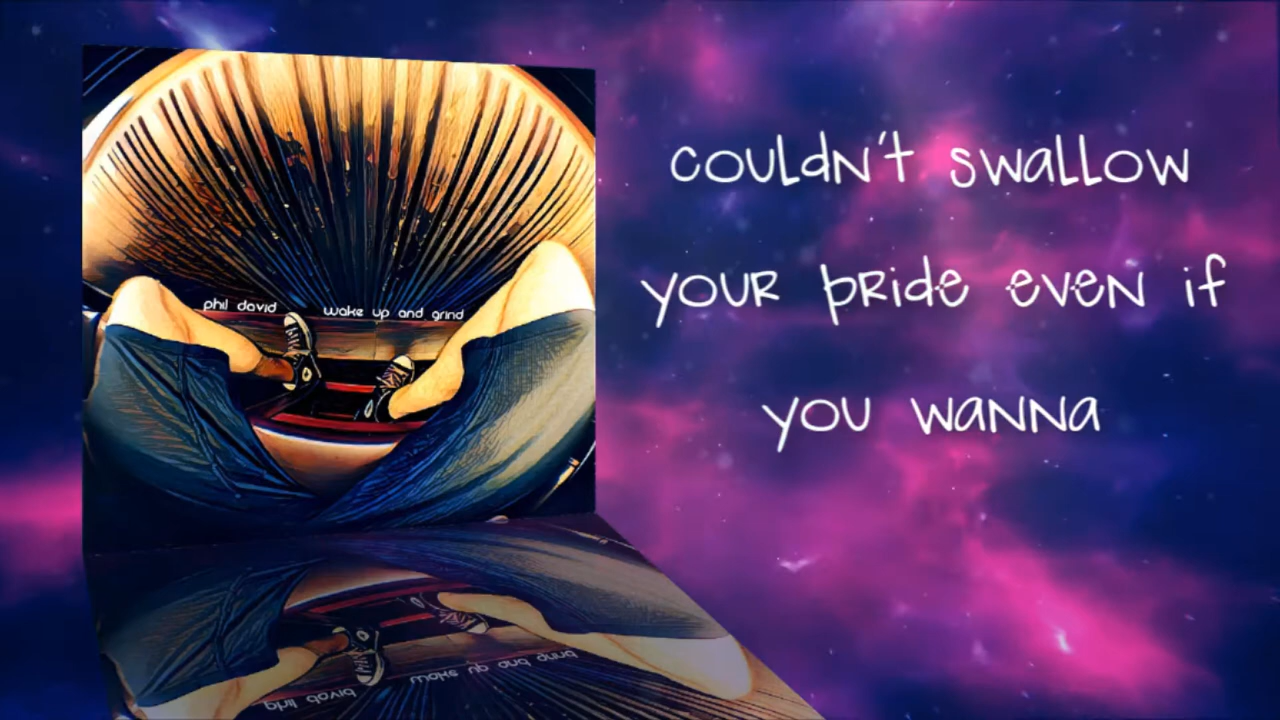 phil david wake up and grind
couldn't swallow
your pride even if
you wanna
phil david wake up and grind